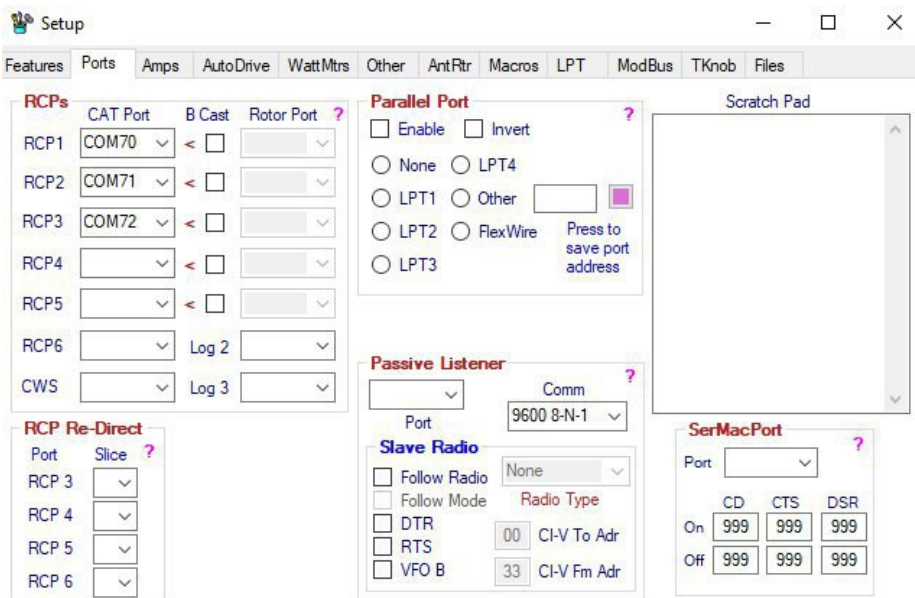 Setup
Features Ports Amps AutoDrive WattMtrs Other AntRtr Macros LPT ModBus TKnob Files
RCPs
CAT Port B Cast Rotor Port ?
RCP1 COM70 <
RCP2 COM71 <
RCP3 COM72 <
RCP4 <
RCP5 <
RCP6 Log 2
CWS Log 3
RCP Re-Direct
Port Slice ?
RCP 3
RCP 4
RCP 5
RCP 6
Parallel Port ?
Enable Invert
None LPT4
LPT1 Other
LPT2 FlexWire
LPT3
Press to
save port
address
Passive Listener ?
Port
Comm
9600 8-N-1
Slave Radio
Follow Radio None
Follow Mode Radio Type
DTR
RTS 00 CI-V To Adr
VFO B 33 CI-V Fm Adr
Scratch Pad
SerMacPort ?
Port
CD CTS DSR
On 999 999 999
Off 999 999 999